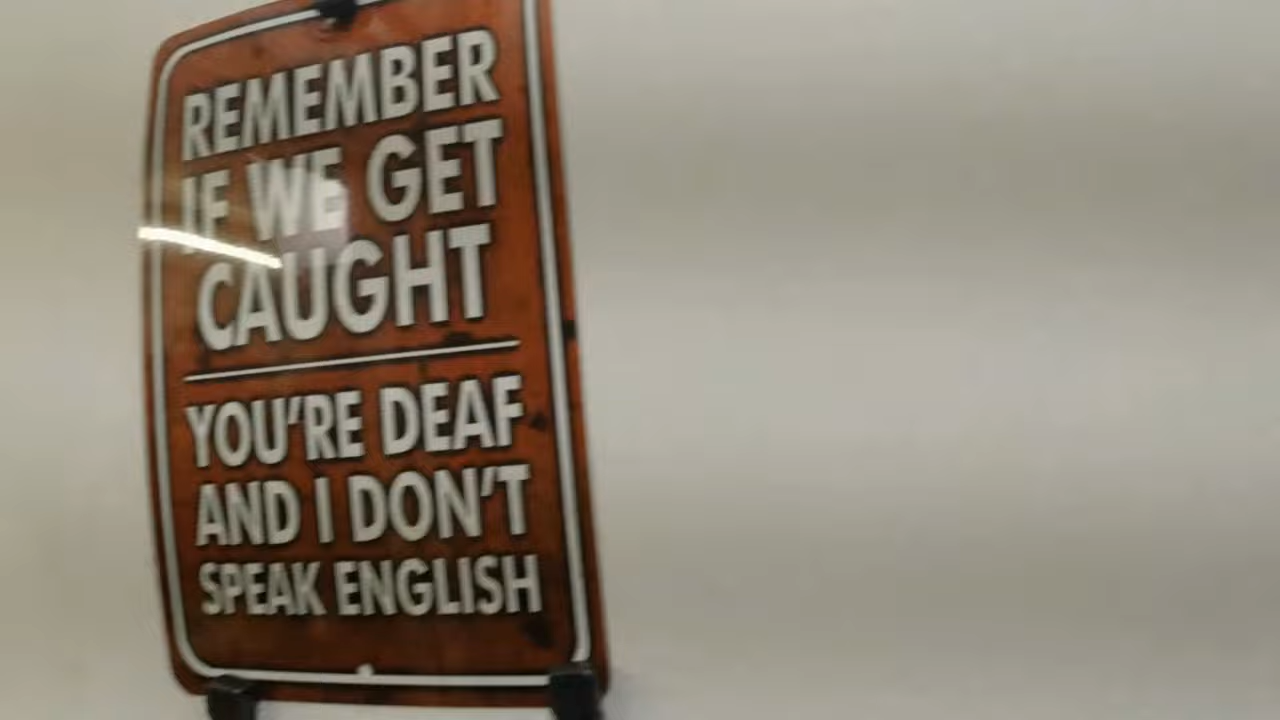 REMEMBER
IF WE GET
CAUGHT
YOU'RE DEAF
AND I DON'T
SPEAK ENGLISH